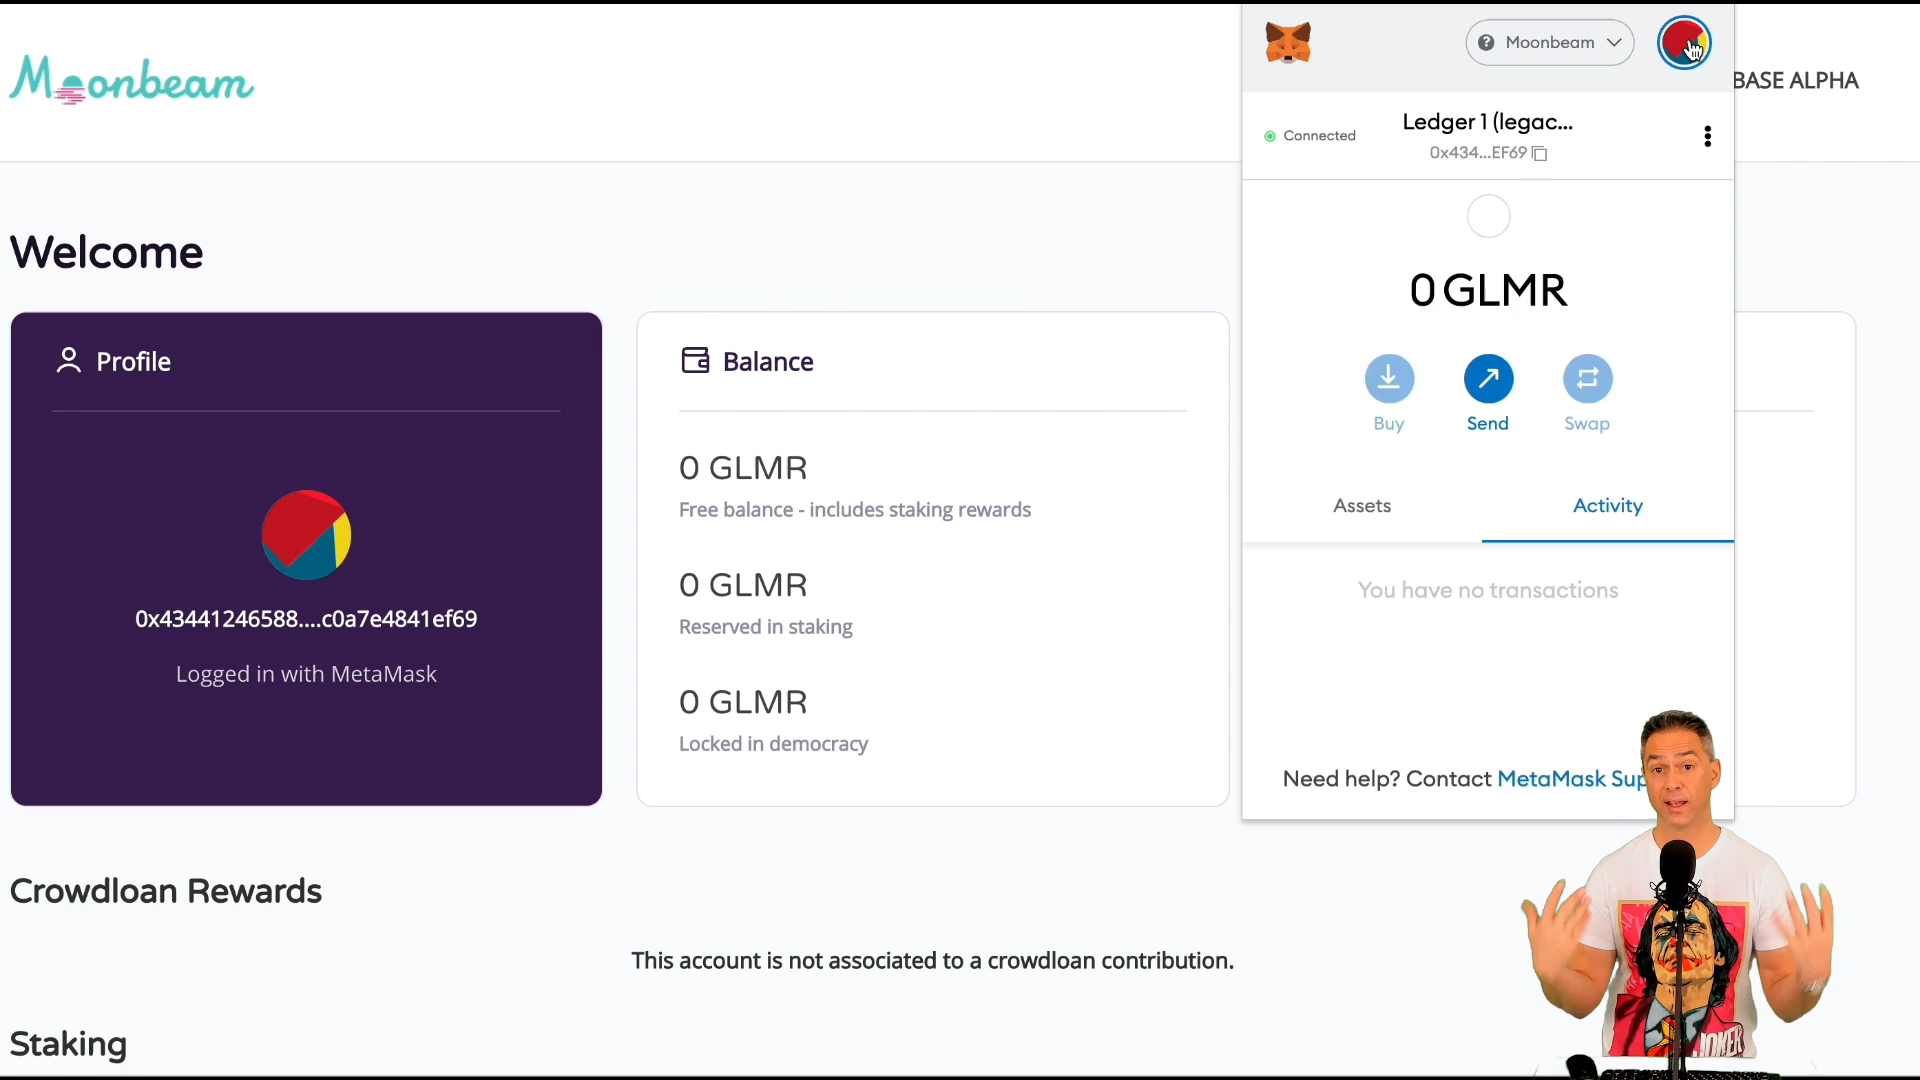 Moonbeam
Moonbeam
BASE ALPHA
Connected
Ledger 1 (legac...
0x434...EF69
Welcome
0 GLMR
Profile
Balance
Buy
Send
Swap
0 GLMR
Free balance - includes staking rewards
Assets
Activity
0 GLMR
Reserved in staking
You have no transactions
0x43441246588....c0a7e4841ef69
Logged in with MetaMask
0 GLMR
Locked in democracy
Need help? Contact MetaMask Sup
Crowdloan Rewards
This account is not associated to a crowdloan contribution.
Staking
JOKER